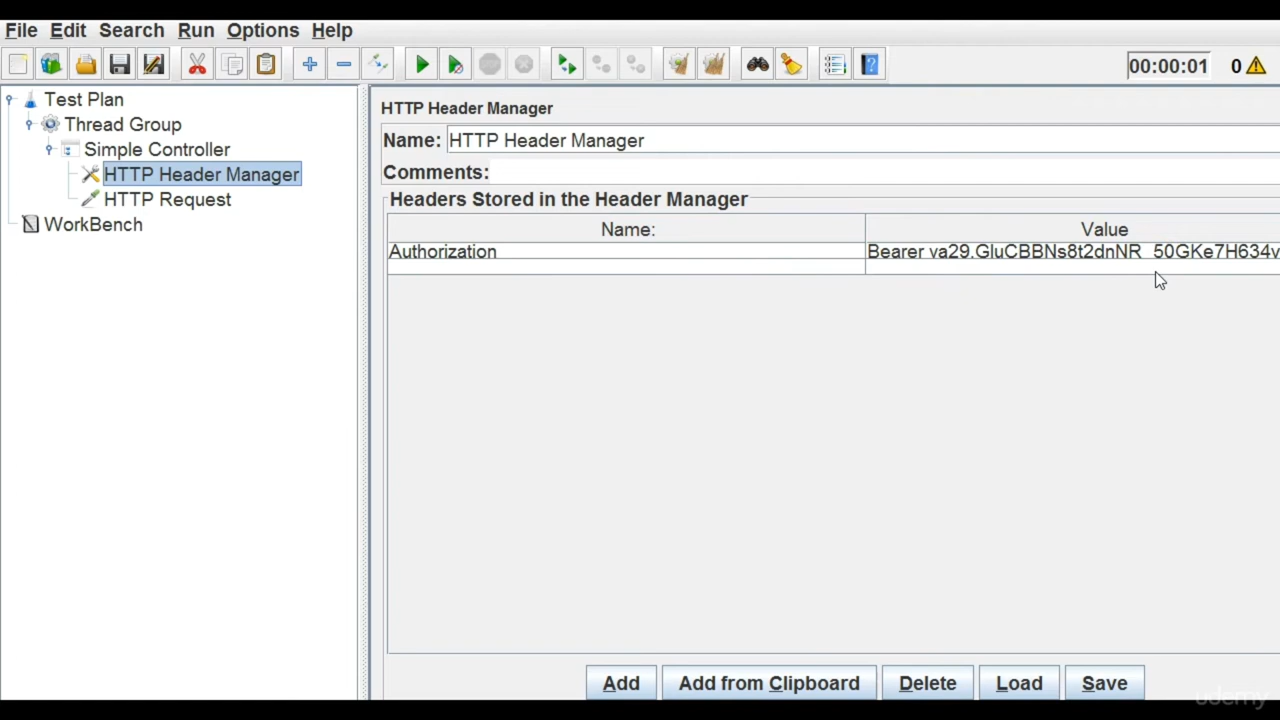 File Edit Search Run Options Help
00:00:01 0
Test Plan
Thread Group
Simple Controller
HTTP Header Manager
HTTP Request
WorkBench
HTTP Header Manager
Name: HTTP Header Manager
Comments:
Headers Stored in the Header Manager
Name: Value
Authorization Bearer va29.GluCBBNs8t2dnNR_50GKe7H634v
Add Add from Clipboard Delete Load Save
udemy